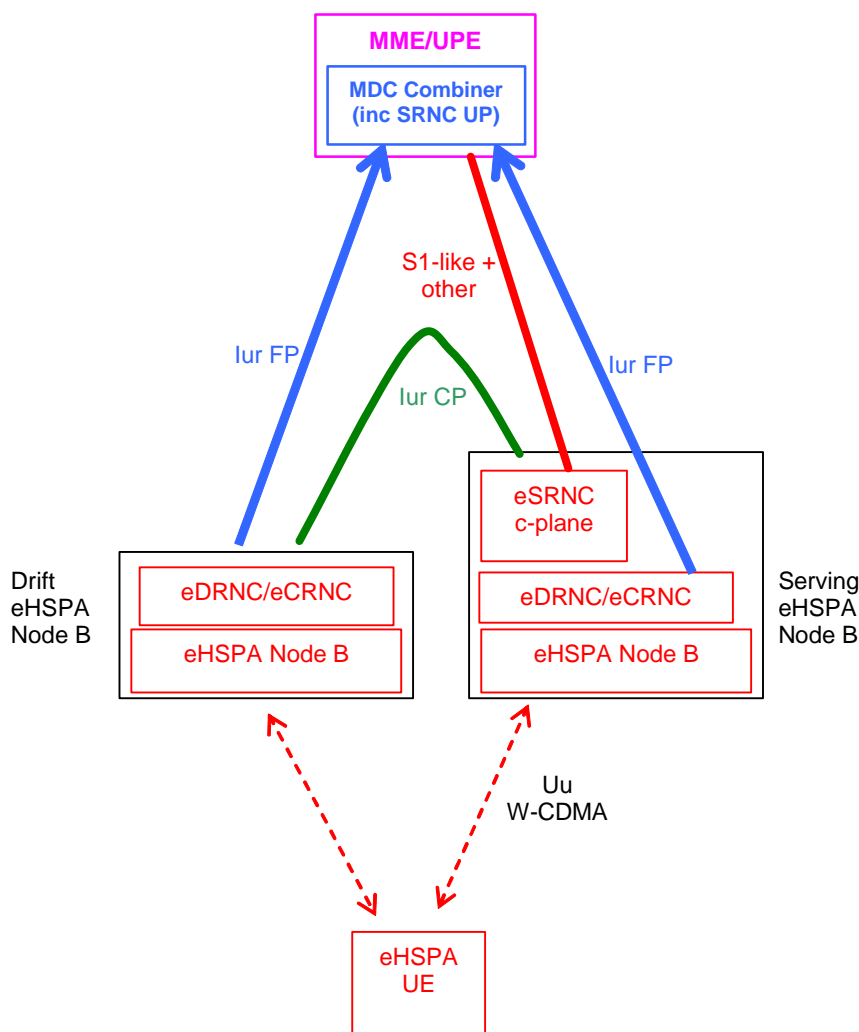 MME/UPE
MDC Combiner
(inc SRNC UP)
S1-like +
other
Iur FP
Iur FP
Iur CP
eSRNC
c-plane
Drift
eHSPA
Node B
eDRNC/eCRNC
eHSPA Node B
eDRNC/eCRNC
eHSPA Node B
Serving
eHSPA
Node B
Uu
W-CDMA
eHSPA
UE